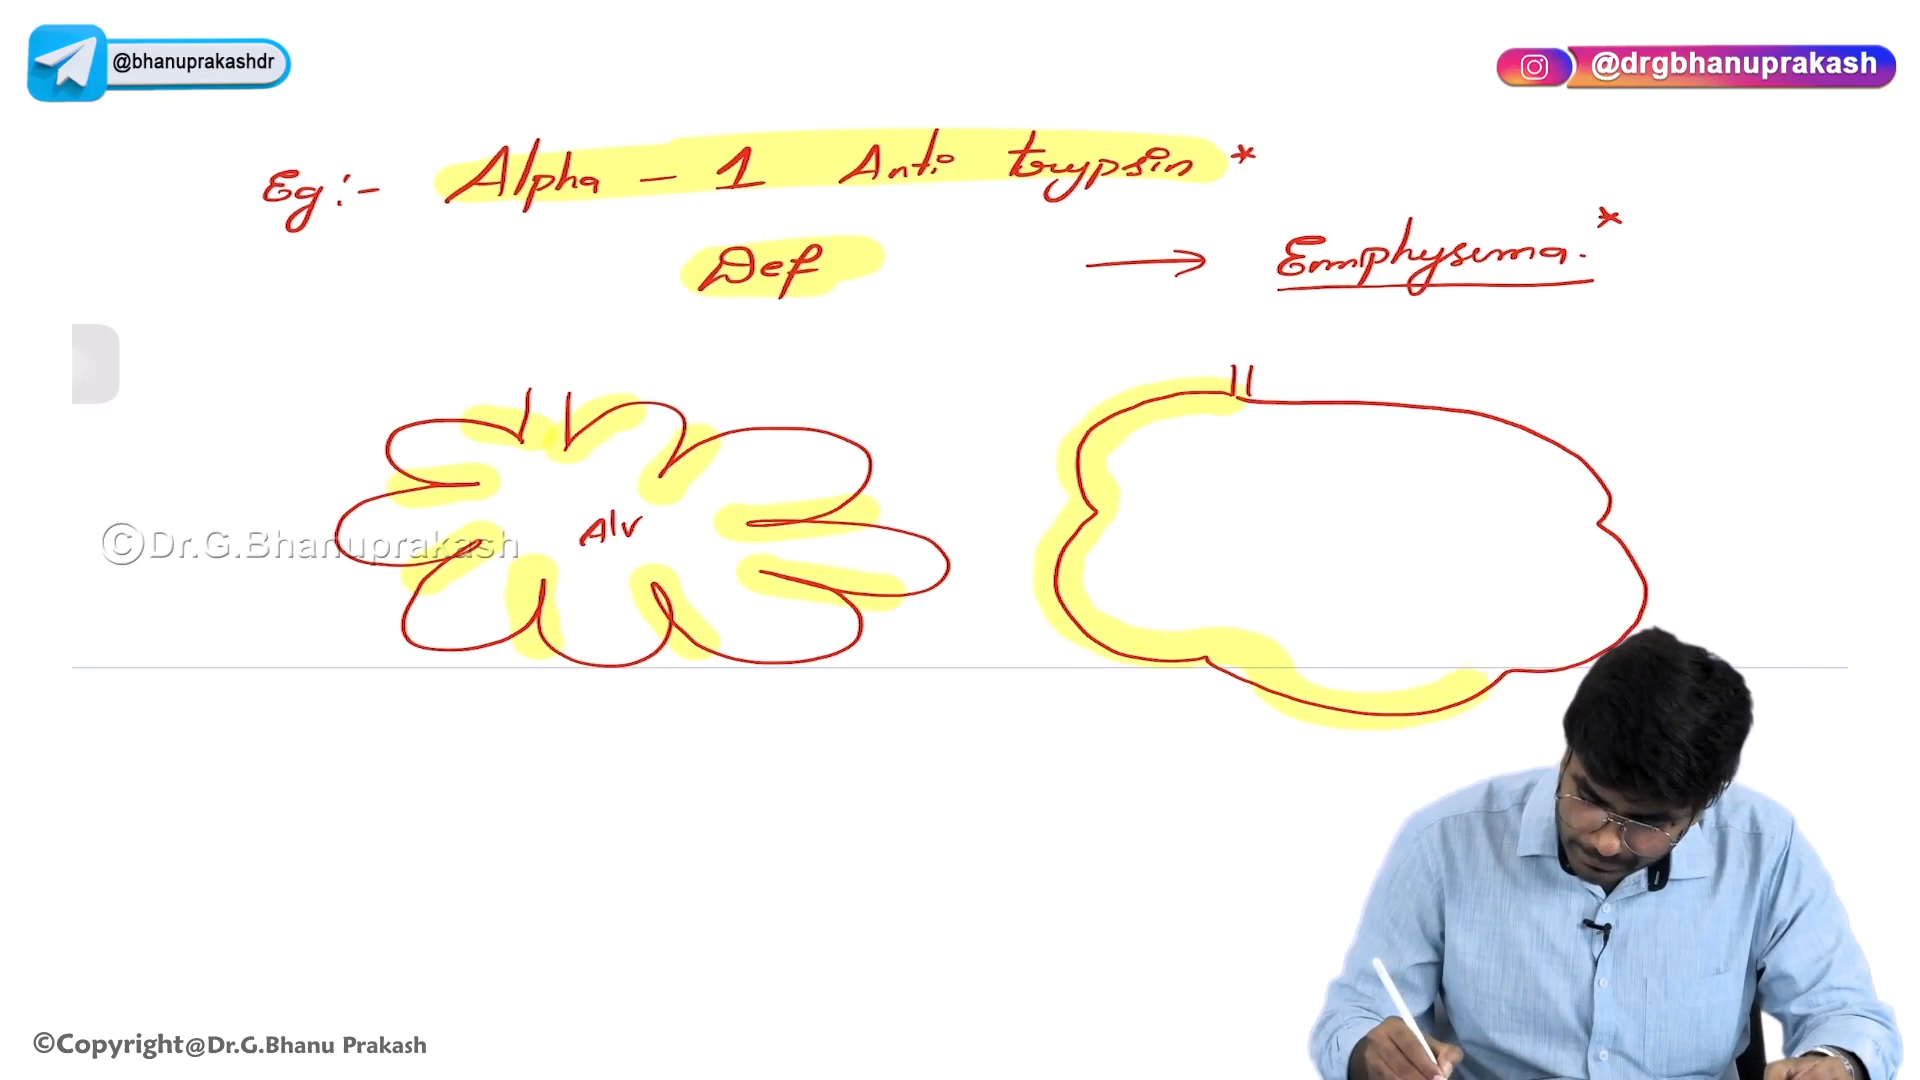 @bhanuprakashdr
@drgbhanuprakash
Eg:- Alpha - 1 Anti trypsin *
Def → Emphysema. *
Alv
©Dr.G.Bhanuprakash
©Copyright@Dr.G.Bhanu Prakash